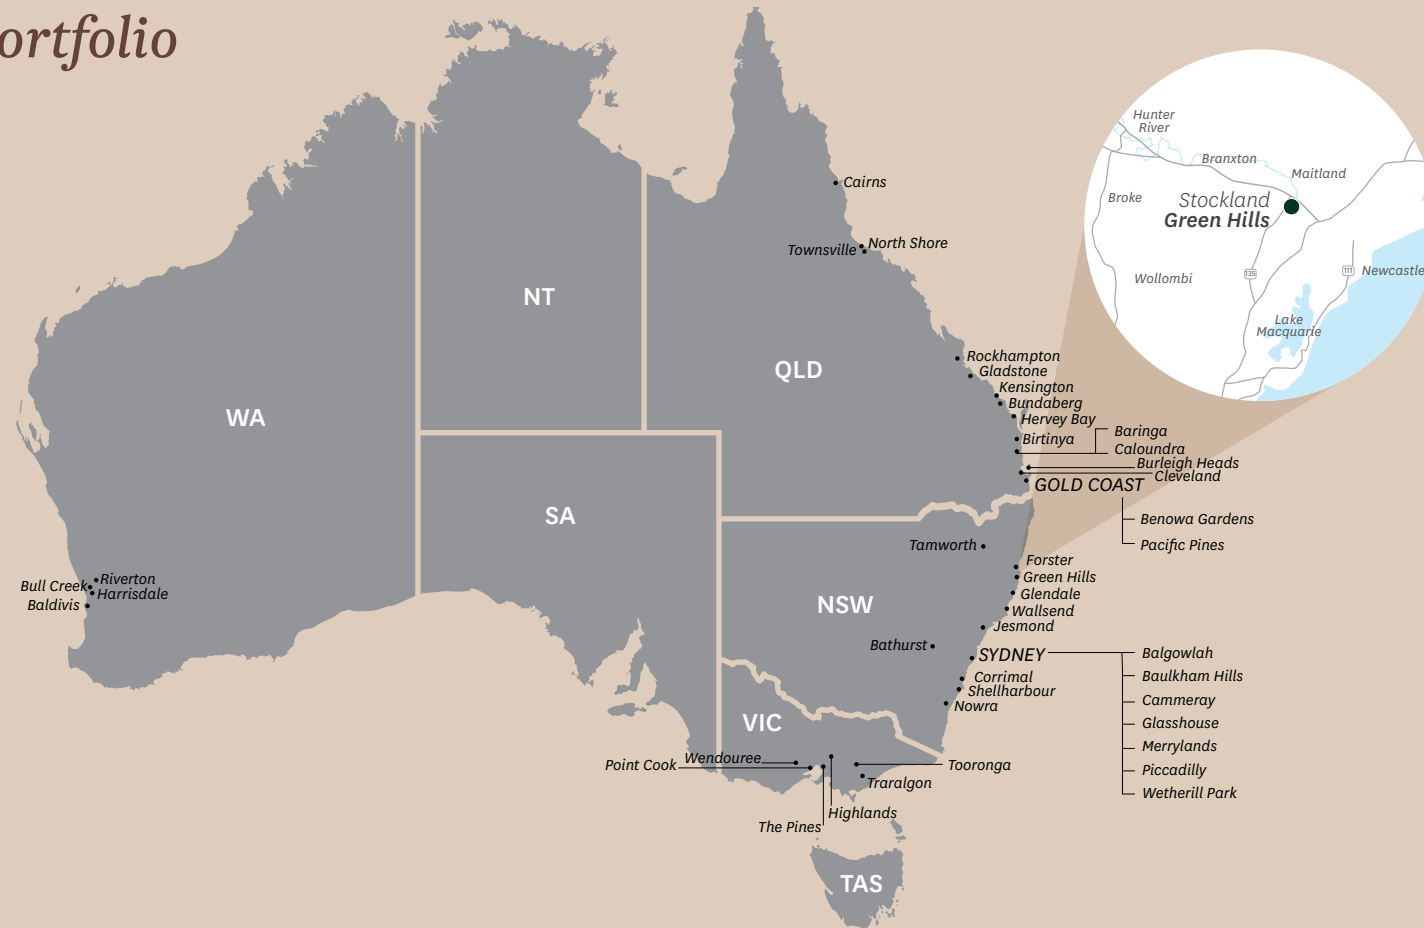 ortfolio
Hunter
River
Branxton
Maitland
Broke
Stockland
Green Hills
Wollombi
135
111
Newcastle
Lake
Macquarie
Cairns
North Shore
Townsville
NT
QLD
WA
SA
Rockhampton
Gladstone
Kensington
Bundaberg
Hervey Bay
Birtinya
Baringa
Caloundra
Burleigh Heads
Cleveland
GOLD COAST
Benowa Gardens
Pacific Pines
Tamworth
Forster
Green Hills
Glendale
Wallsend
Jesmond
NSW
Bathurst
SYDNEY
Balgowlah
Baulkham Hills
Cammeray
Glasshouse
Merrylands
Piccadilly
Wetherill Park
Corrimal
Shellharbour
Nowra
Riverton
Bull Creek
Harrisdale
Baldivis
VIC
Wendouree
Point Cook
Tooronga
Traralgon
Highlands
The Pines
TAS